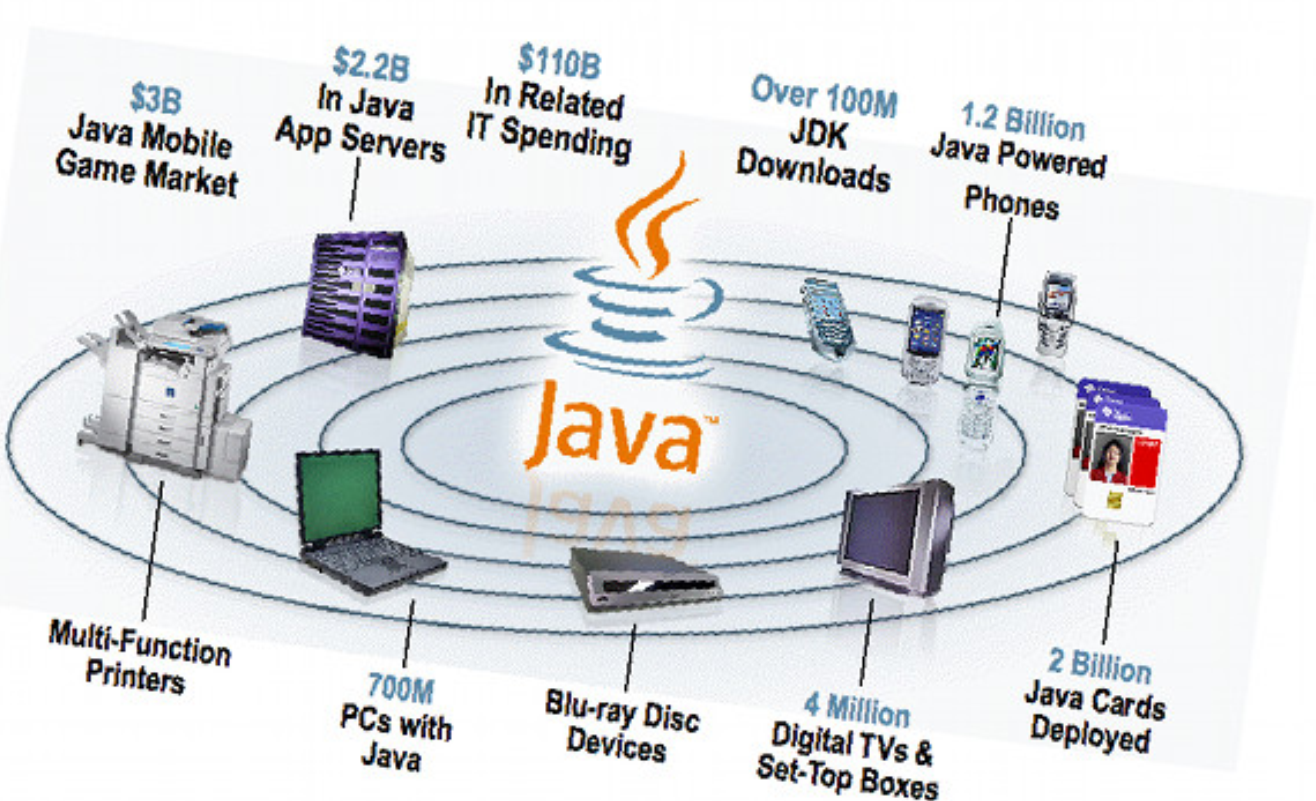 $3B
Java Mobile
Game Market
$2.2B
In Java
App Servers
$110B
In Related
IT Spending
Over 100M
JDK
Downloads
1.2 Billion
Java Powered
Phones
Java™
Multi-Function
Printers
700M
PCs with
Java
Blu-ray Disc
Devices
4 Million
Digital TVs &
Set-Top Boxes
2 Billion
Java Cards
Deployed